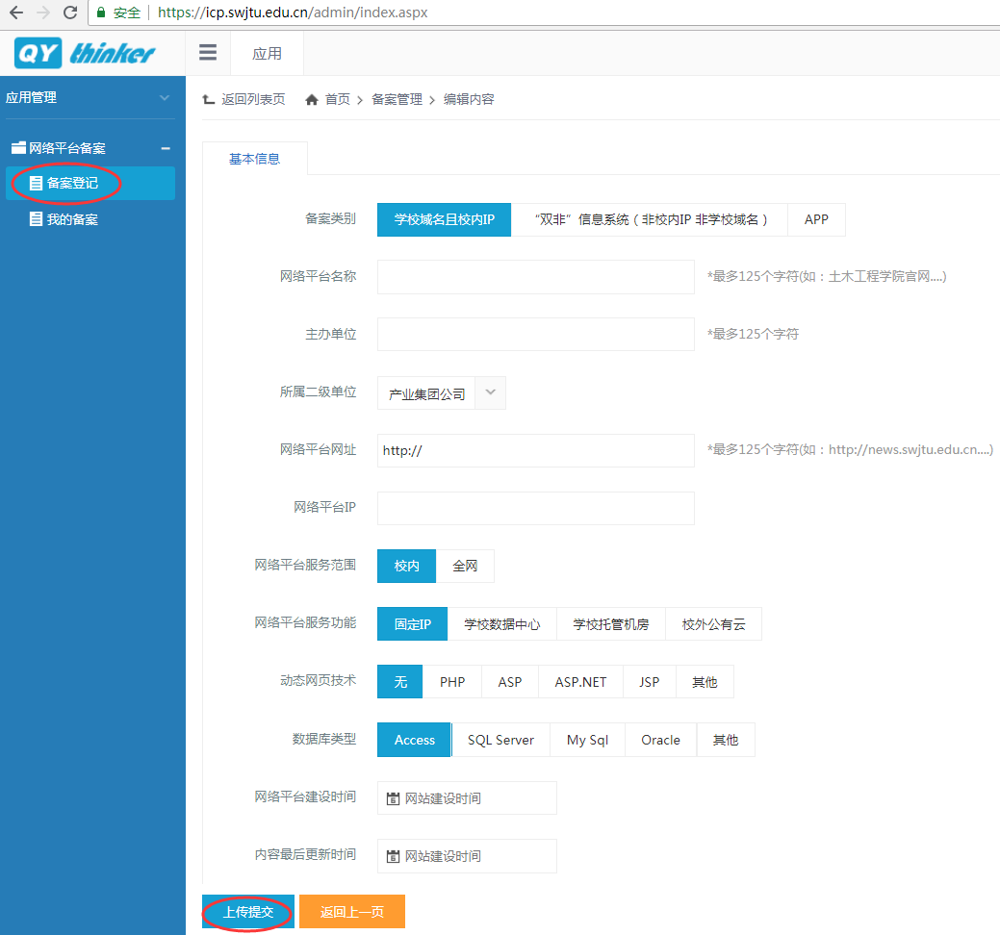 安全 https://icp.swjtu.edu.cn/admin/index.aspx
QY thinker
应用
应用管理
返回列表页 首页 备案管理 编辑内容
网络平台备案
备案登记
我的备案
基本信息
备案类别 学校域名且校内IP “双非”信息系统（非校内IP 非学校域名） APP
网络平台名称 *最多125个字符(如：土木工程学院官网....)
主办单位 *最多125个字符
所属二级单位 产业集团公司
网络平台网址 http:// *最多125个字符(如：http://news.swjtu.edu.cn....)
网络平台IP
网络平台服务范围 校内 全网
网络平台服务功能 固定IP 学校数据中心 学校托管机房 校外公有云
动态网页技术 无 PHP ASP ASP.NET JSP 其他
数据库类型 Access SQL Server My Sql Oracle 其他
网络平台建设时间 网站建设时间
内容最后更新时间 网站建设时间
上传提交 返回上一页